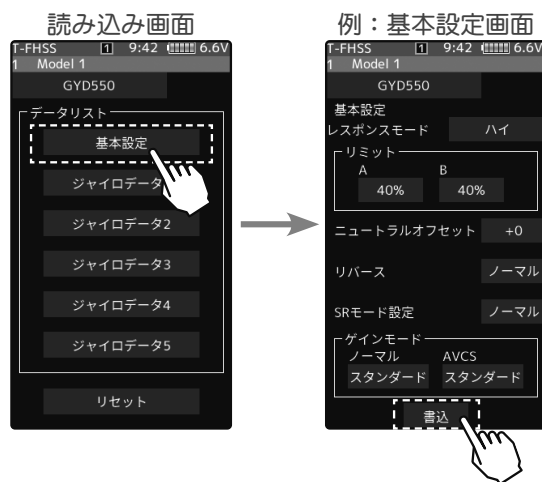 読み込み画面
T-FHSS 1 9:42 6.6V
1 Model 1
GYD550
データリスト
基本設定
ジャイロデータ
ジャイロデータ2
ジャイロデータ3
ジャイロデータ4
ジャイロデータ5
リセット
例：基本設定画面
T-FHSS 1 9:42 6.6V
1 Model 1
GYD550
基本設定
レスポンスモード ハイ
リミット
A B
40% 40%
ニュートラルオフセット +0
リバース ノーマル
SRモード設定 ノーマル
ゲインモード
ノーマル AVCS
スタンダード スタンダード
書込